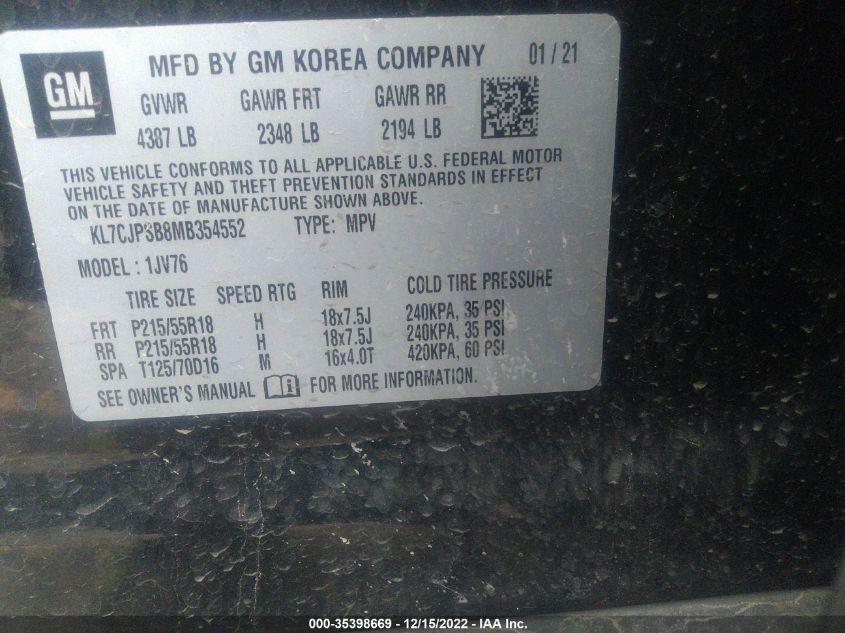 GM
MFD BY GM KOREA COMPANY 01 / 21
GVWR GAWR FRT GAWR RR
4387 LB 2348 LB 2194 LB
THIS VEHICLE CONFORMS TO ALL APPLICABLE U.S. FEDERAL MOTOR
VEHICLE SAFETY AND THEFT PREVENTION STANDARDS IN EFFECT
ON THE DATE OF MANUFACTURE SHOWN ABOVE.
KL7CJPSB8MB354552 TYPE: MPV
MODEL : 1JV76
TIRE SIZE SPEED RTG RIM COLD TIRE PRESSURE
FRT P215/55R18 H 18x7.5J 240KPA, 35 PSI
RR P215/55R18 H 18x7.5J 240KPA, 35 PSI
SPA T125/70D16 M 16x4.0T 420KPA, 60 PSI
SEE OWNER'S MANUAL FOR MORE INFORMATION.
000-35398669 - 12/15/2022 - IAA Inc.